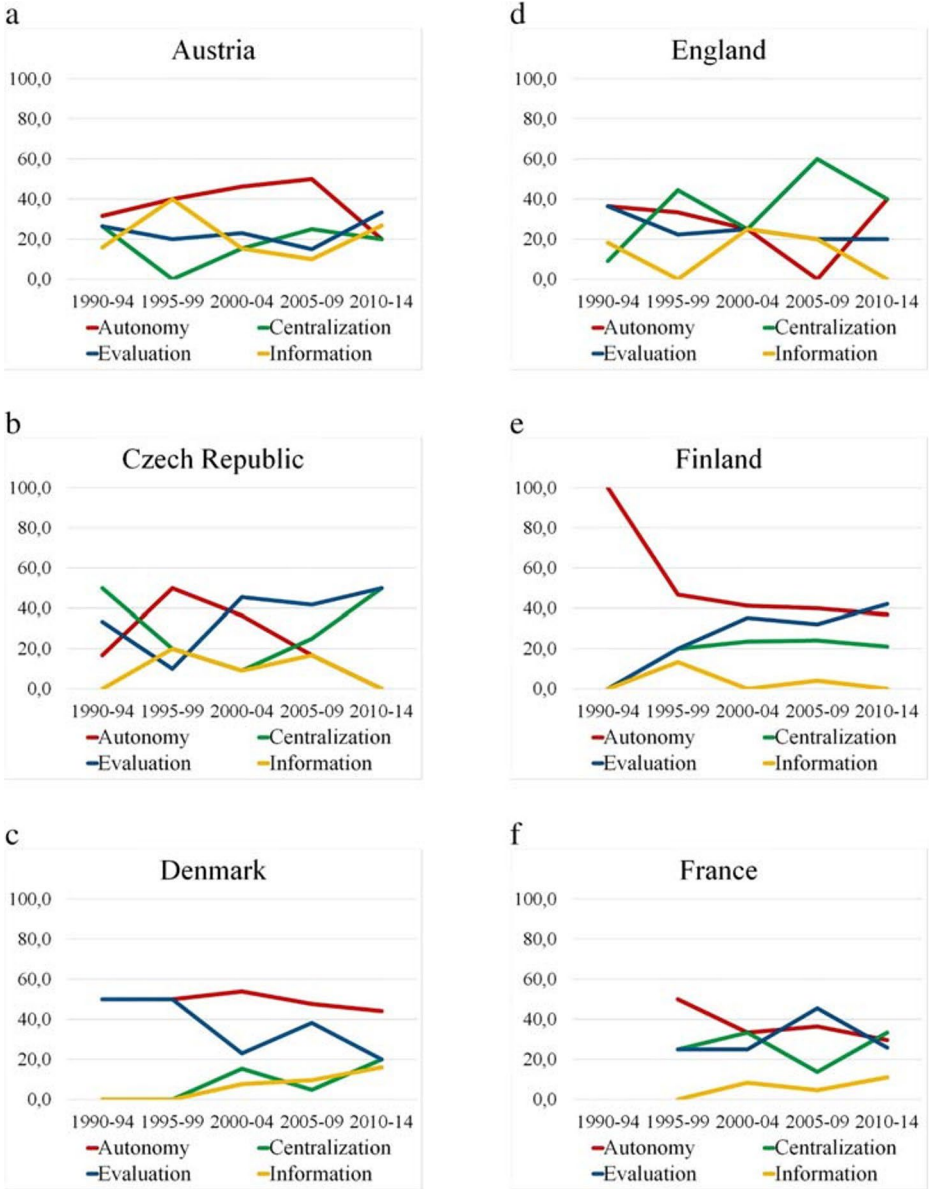 a
Austria
100,0
80,0
60,0
40,0
20,0
0,0
1990-94 1995-99 2000-04 2005-09 2010-14
Autonomy Centralization
Evaluation Information
d
England
100,0
80,0
60,0
40,0
20,0
0,0
1990-94 1995-99 2000-04 2005-09 2010-14
Autonomy Centralization
Evaluation Information
b
Czech Republic
100,0
80,0
60,0
40,0
20,0
0,0
1990-94 1995-99 2000-04 2005-09 2010-14
Autonomy Centralization
Evaluation Information
e
Finland
100,0
80,0
60,0
40,0
20,0
0,0
1990-94 1995-99 2000-04 2005-09 2010-14
Autonomy Centralization
Evaluation Information
c
Denmark
100,0
80,0
60,0
40,0
20,0
0,0
1990-94 1995-99 2000-04 2005-09 2010-14
Autonomy Centralization
Evaluation Information
f
France
100,0
80,0
60,0
40,0
20,0
0,0
1990-94 1995-99 2000-04 2005-09 2010-14
Autonomy Centralization
Evaluation Information